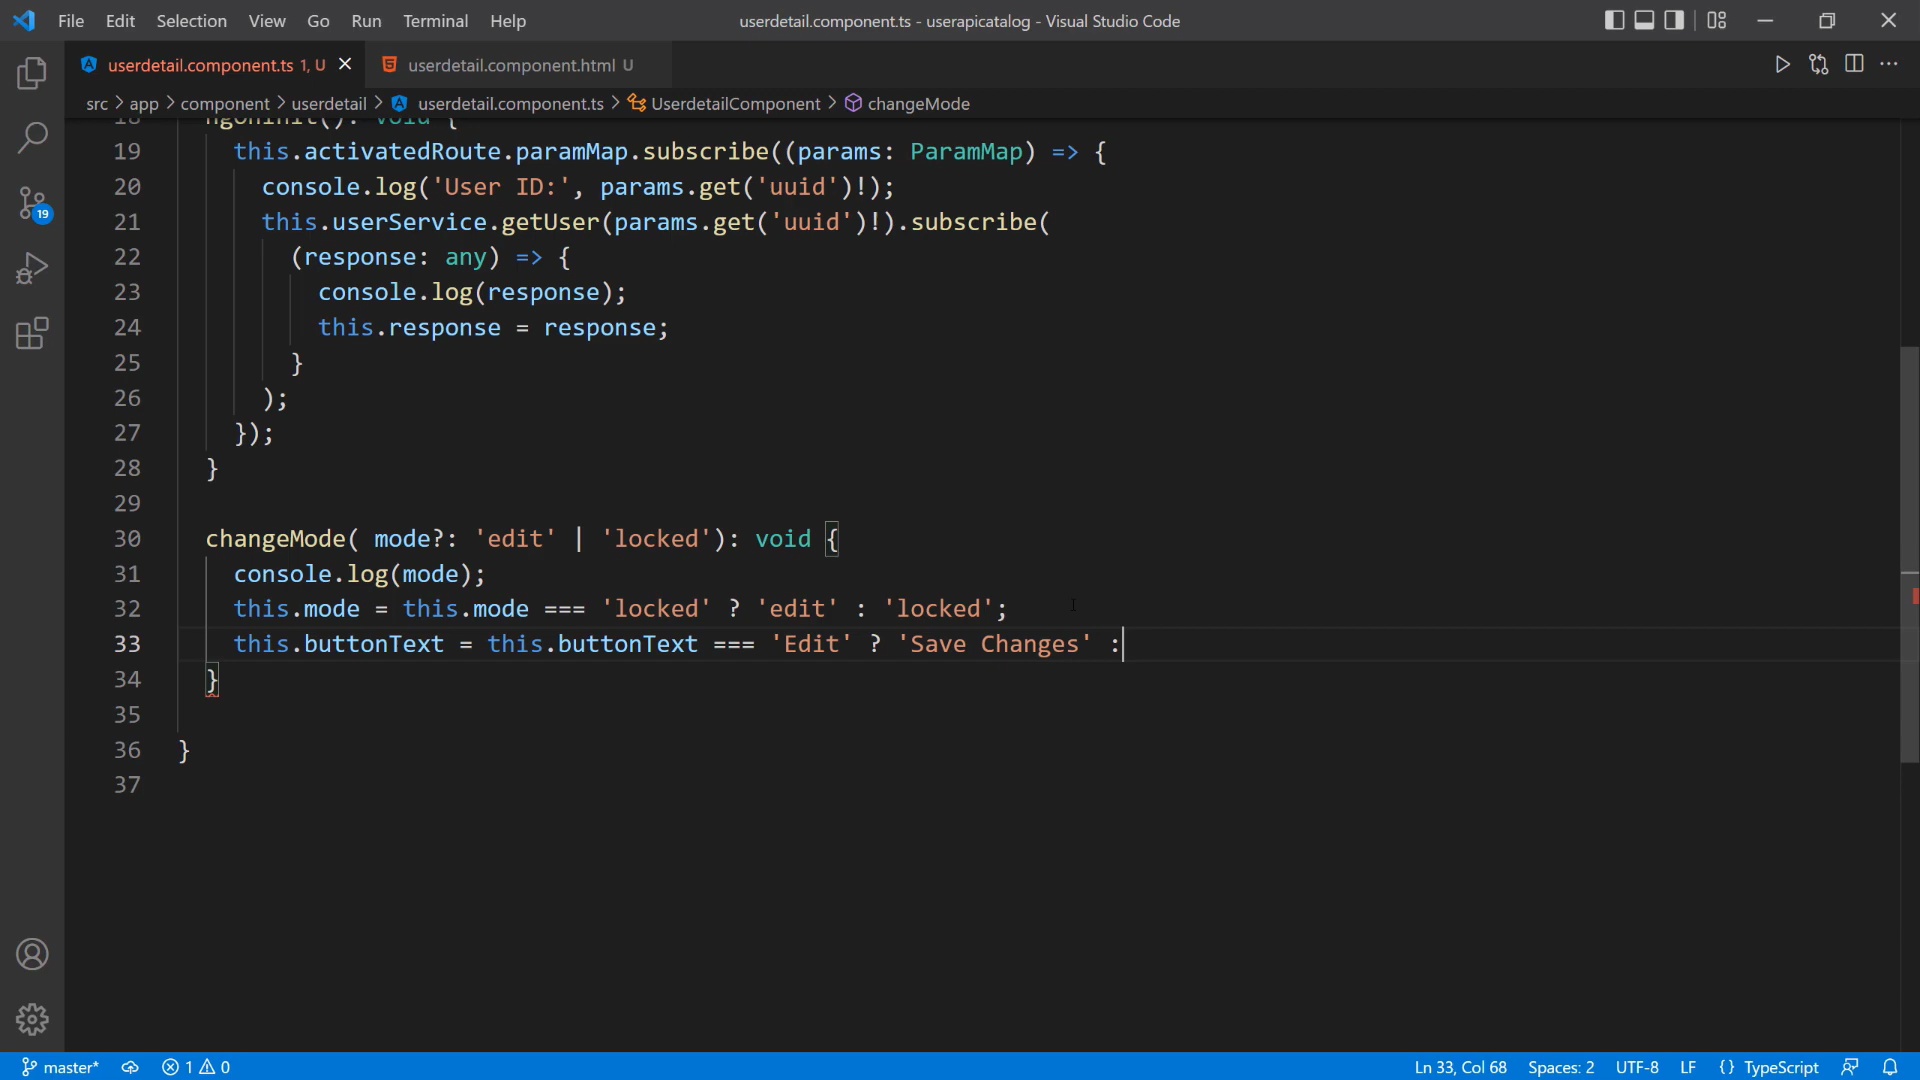 File Edit Selection View Go Run Terminal Help
userdetail.component.ts - userapicatalog - Visual Studio Code
userdetail.component.ts 1, U
userdetail.component.html U
src > app > component > userdetail > userdetail.component.ts > UserdetailComponent > changeMode
18 ngOnInit(): void {
19 this.activatedRoute.paramMap.subscribe((params: ParamMap) => {
20 console.log('User ID:', params.get('uuid')!);
21 this.userService.getUser(params.get('uuid')!).subscribe(
22 (response: any) => {
23 console.log(response);
24 this.response = response;
25 }
26 );
27 });
28 }
29
30 changeMode( mode?: 'edit' | 'locked'): void {
31 console.log(mode);
32 this.mode = this.mode === 'locked' ? 'edit' : 'locked';
33 this.buttonText = this.buttonText === 'Edit' ? 'Save Changes' :
34 }
35
36 }
37
19
master*
1
0
Ln 33, Col 68
Spaces: 2
UTF-8
LF
{ } TypeScript